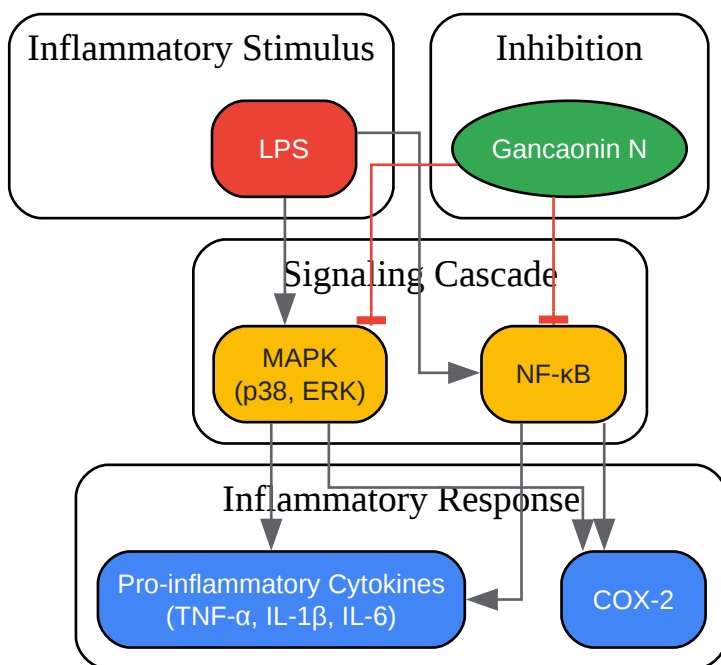 Inflammatory Stimulus
Inhibition
LPS
Gancaonin N
Signaling Cascade
MAPK
(p38, ERK)
NF-κB
Inflammatory Response
Pro-inflammatory Cytokines
(TNF-α, IL-1β, IL-6)
COX-2